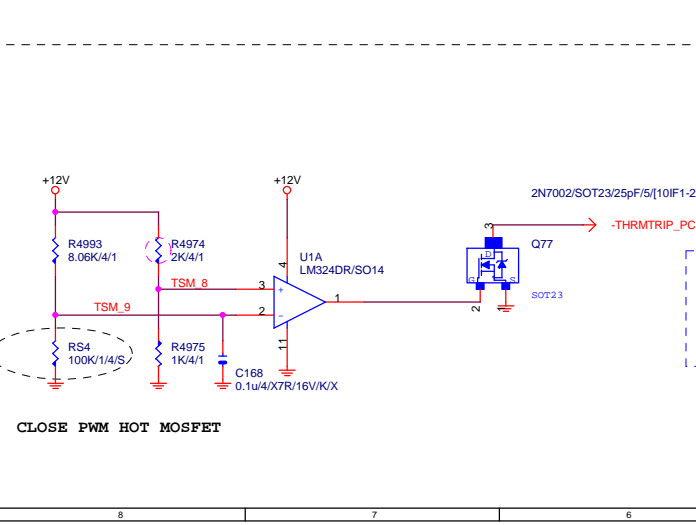 +12V
+12V
2N7002/SOT23/25pF/5/[10IF1-2
3
-THRMTRIP_PC
R4993
8.06K/4/1
R4974
2K/4/1
Q77
D
U1A
LM324DR/SO14
4
G
S
TSM_8
3
+
SOT23
1
2
1
TSM_9
2
-
11
RS4
100K/1/4/S
R4975
1K/4/1
C168
0.1u/4/X7R/16V/K/X
CLOSE PWM HOT MOSFET
8
7
6